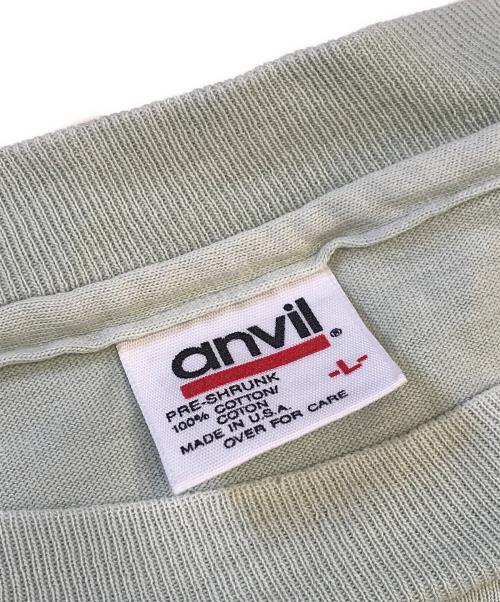 anvil®
-L-
PRE-SHRUNK
100% COTTON/
COTON
MADE IN U.S.A.
OVER FOR CARE